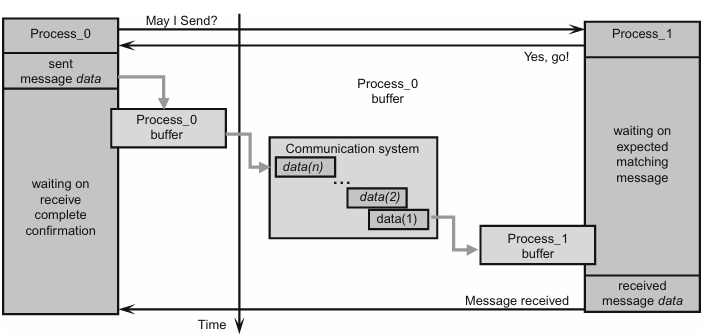 May I Send?
Process_0
Process_1
Yes, go!
sent
message data
Process_0
buffer
Process_0
buffer
Communication system
data(n)
...
data(2)
data(1)
waiting on
expected
matching
message
waiting on
receive
complete
confirmation
Process_1
buffer
received
message data
Message received
Time